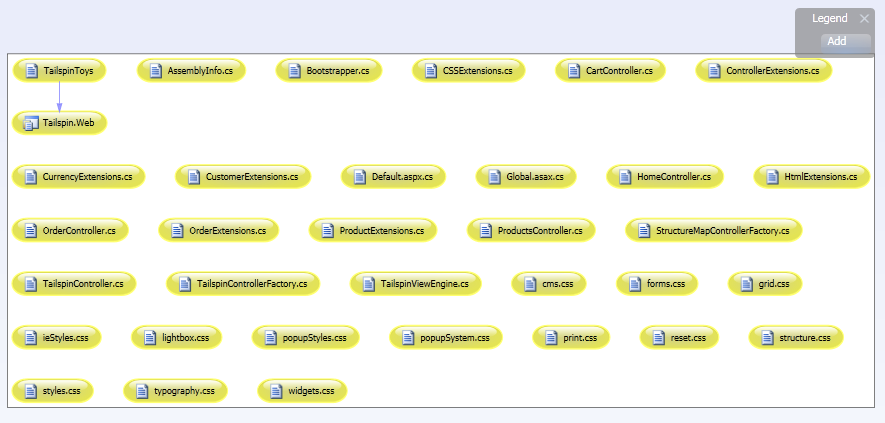 Legend
Add
TailspinToys AssemblyInfo.cs Bootstrapper.cs CSSExtensions.cs CartController.cs ControllerExtensions.cs
Tailspin.Web
CurrencyExtensions.cs CustomerExtensions.cs Default.aspx.cs Global.asax.cs HomeController.cs HtmlExtensions.cs
OrderController.cs OrderExtensions.cs ProductExtensions.cs ProductsController.cs StructureMapControllerFactory.cs
TailspinController.cs TailspinControllerFactory.cs TailspinViewEngine.cs cms.css forms.css grid.css
ieStyles.css lightbox.css popupStyles.css popupSystem.css print.css reset.css structure.css
styles.css typography.css widgets.css